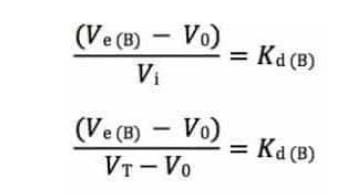 (Ve (B) − V0)
Vi
= Kd (B)
(Ve (B) − V0)
VT − V0
= Kd (B)